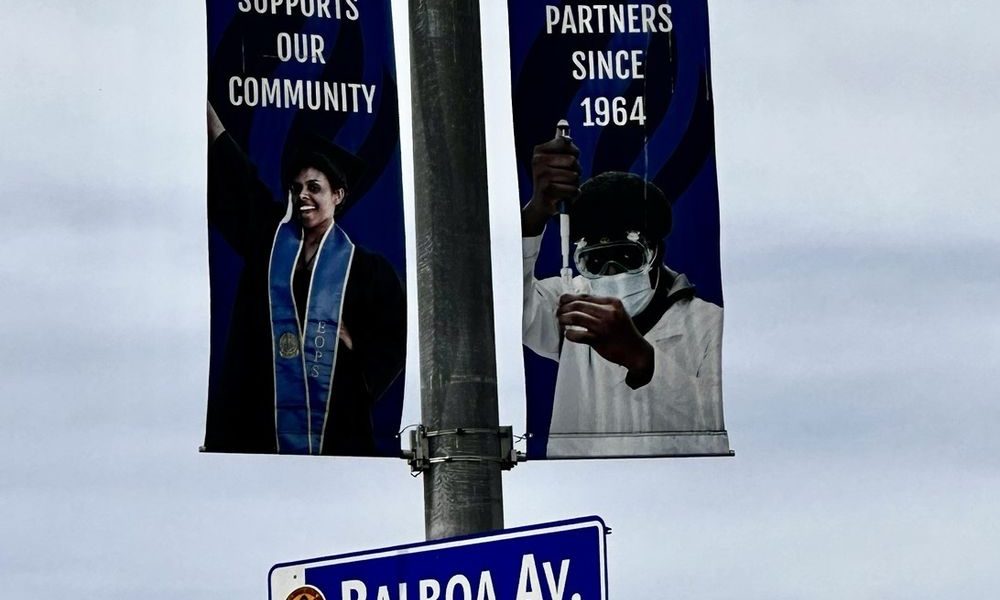 SUPPORTS
OUR
COMMUNITY
EOPS
PARTNERS
SINCE
1964
BALBOA AV.